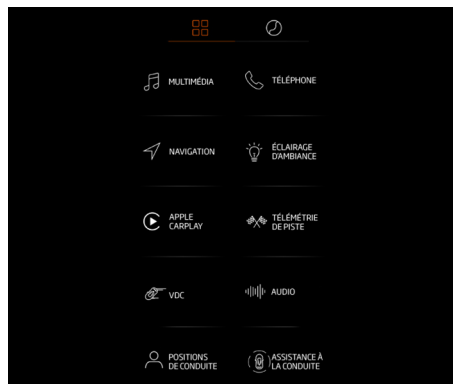 MULTIMÉDIA
TÉLÉPHONE
NAVIGATION
ÉCLAIRAGE
D'AMBIANCE
APPLE
CARPLAY
TÉLÉMÉTRIE
DE PISTE
VDC
AUDIO
POSITIONS
DE CONDUITE
ASSISTANCE À
LA CONDUITE